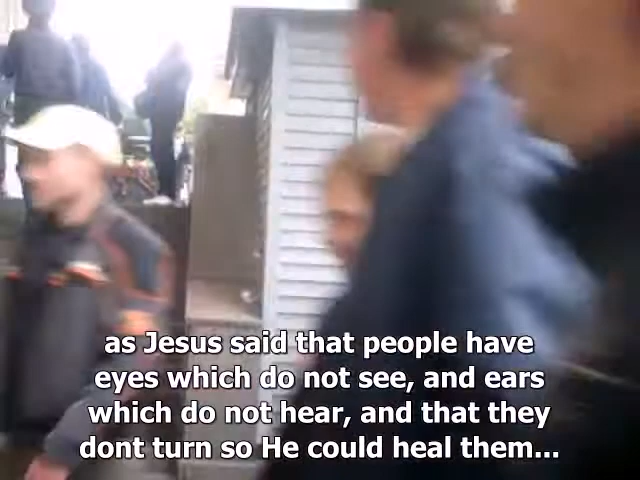 as Jesus said that people have
eyes which do not see, and ears
which do not hear, and that they
dont turn so He could heal them...